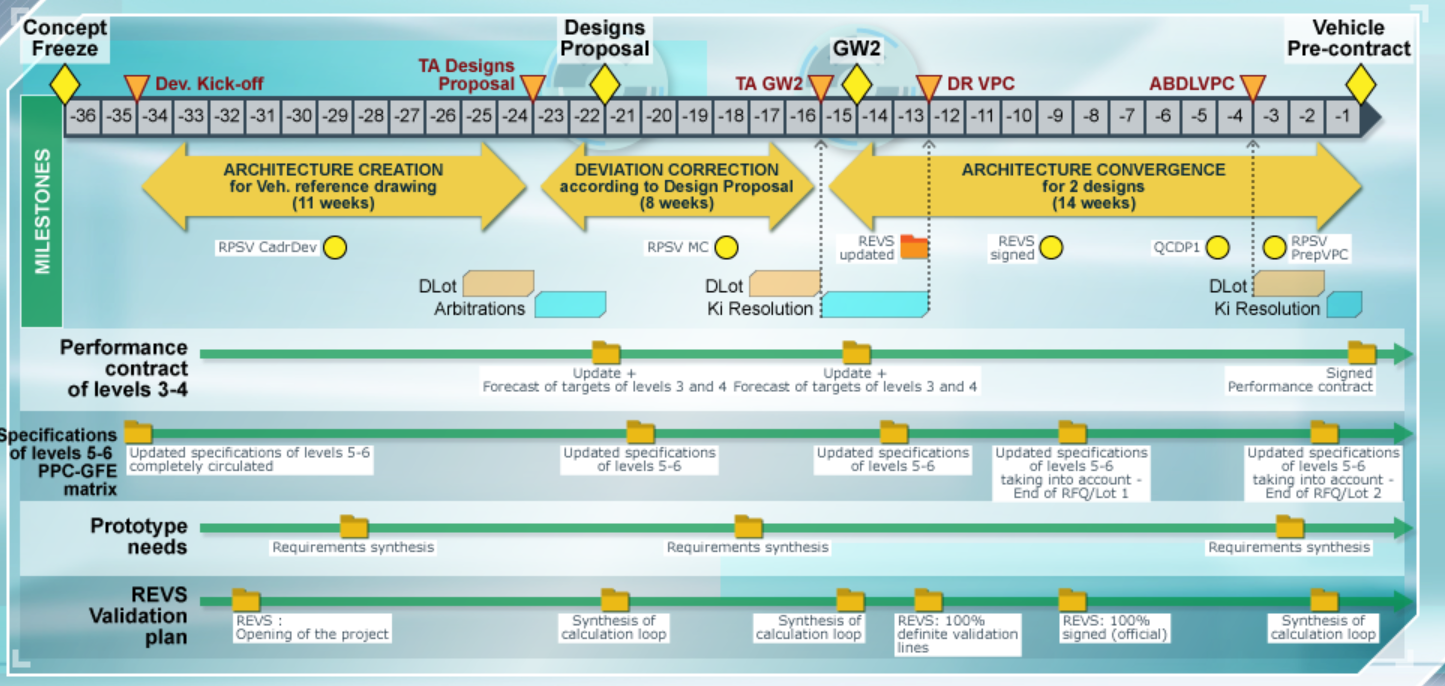 Concept
Freeze
Designs
Proposal
GW2
Vehicle
Pre-contract
Dev. Kick-off
TA Designs
Proposal
TA GW2
DR VPC
ABDLVPC
-36 -35 -34 -33 -32 -31 -30 -29 -28 -27 -26 -25 -24 -23 -22 -21 -20 -19 -18 -17 -16 -15 -14 -13 -12 -11 -10 -9 -8 -7 -6 -5 -4 -3 -2 -1
MILESTONES
ARCHITECTURE CREATION
for Veh. reference drawing
(11 weeks)
DEVIATION CORRECTION
according to Design Proposal
(8 weeks)
ARCHITECTURE CONVERGENCE
for 2 designs
(14 weeks)
RPSV CadrDev
RPSV MC
REVS
updated
REVS
signed
QCDP1
RPSV
PrepVPC
DLot
Arbitrations
DLot
Ki Resolution
DLot
Ki Resolution
Performance
contract
of levels 3-4
Update +
Forecast of targets of levels 3 and 4
Update +
Forecast of targets of levels 3 and 4
Signed
Performance contract
Specifications
of levels 5-6
PPC-GFE
matrix
Updated specifications of levels 5-6
completely circulated
Updated specifications
of levels 5-6
Updated specifications
of levels 5-6
Updated specifications
of levels 5-6
taking into account -
End of RFQ/Lot 1
Updated specifications
of levels 5-6
taking into account -
End of RFQ/Lot 2
Prototype
needs
Requirements synthesis
Requirements synthesis
Requirements synthesis
REVS
Validation
plan
REVS :
Opening of the project
Synthesis of
calculation loop
Synthesis of
calculation loop
REVS: 100%
definite validation
lines
REVS: 100%
signed (official)
Synthesis of
calculation loop